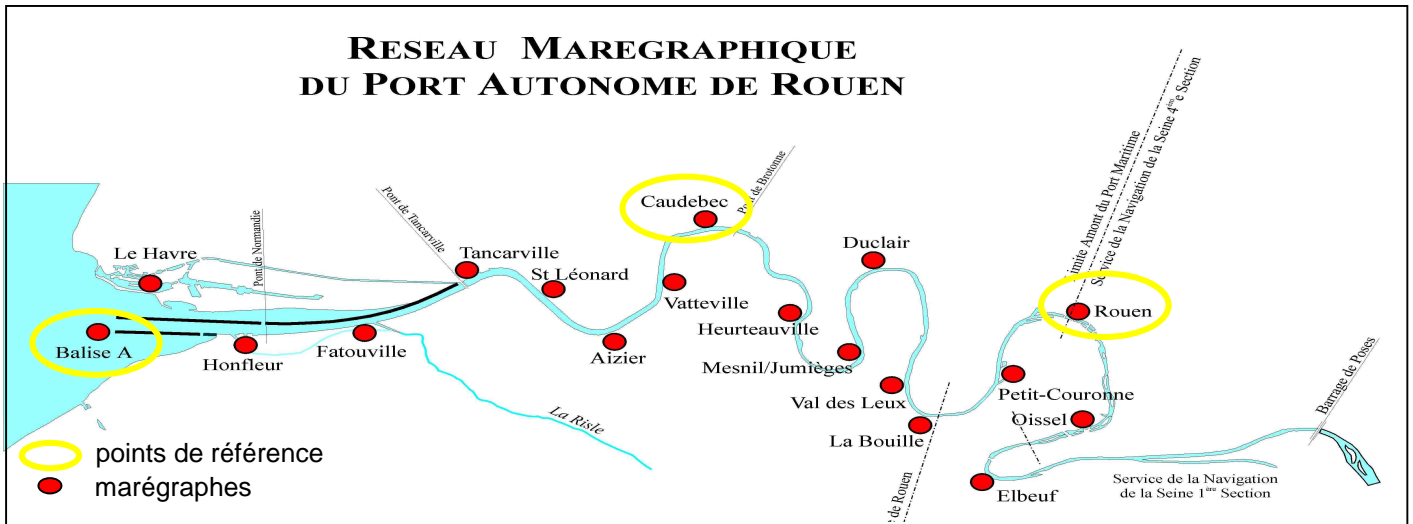 RESEAU MAREGRAPHIQUE
DU PORT AUTONOME DE ROUEN
Limite Amont du Port Maritime
Service de la Navigation de la Seine 4ème Section
Pont de Brotonne
Caudebec
Pont de Tancarville
Pont de Normandie
Le Havre
Tancarville
St Léonard
Duclair
Vatteville
Rouen
Heurteauville
Balise A
Honfleur
Fatouville
Aizier
Mesnil/Jumièges
Petit-Couronne
Val des Leux
Oissel
La Bouille
La Risle
Barrage de Poses
points de référence
marégraphes
Elbeuf
Service de la Navigation
de la Seine 1ère Section
de Rouen